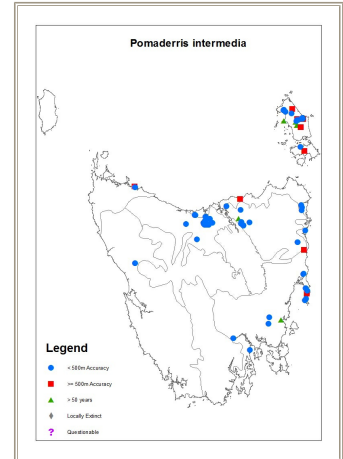 Pomaderris intermedia
Legend
< 500m Accuracy
>= 500m Accuracy
> 50 years
Locally Extinct
? Questionable